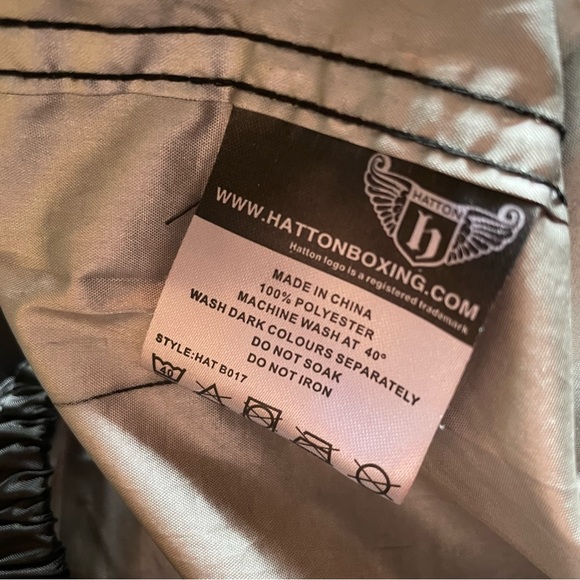 HATTON
h
WWW.HATTONBOXING.COM
Hatton logo is a registered trademark
MADE IN CHINA
100% POLYESTER
MACHINE WASH AT 40°
WASH DARK COLOURS SEPARATELY
DO NOT SOAK
DO NOT IRON
STYLE:HAT B017
40